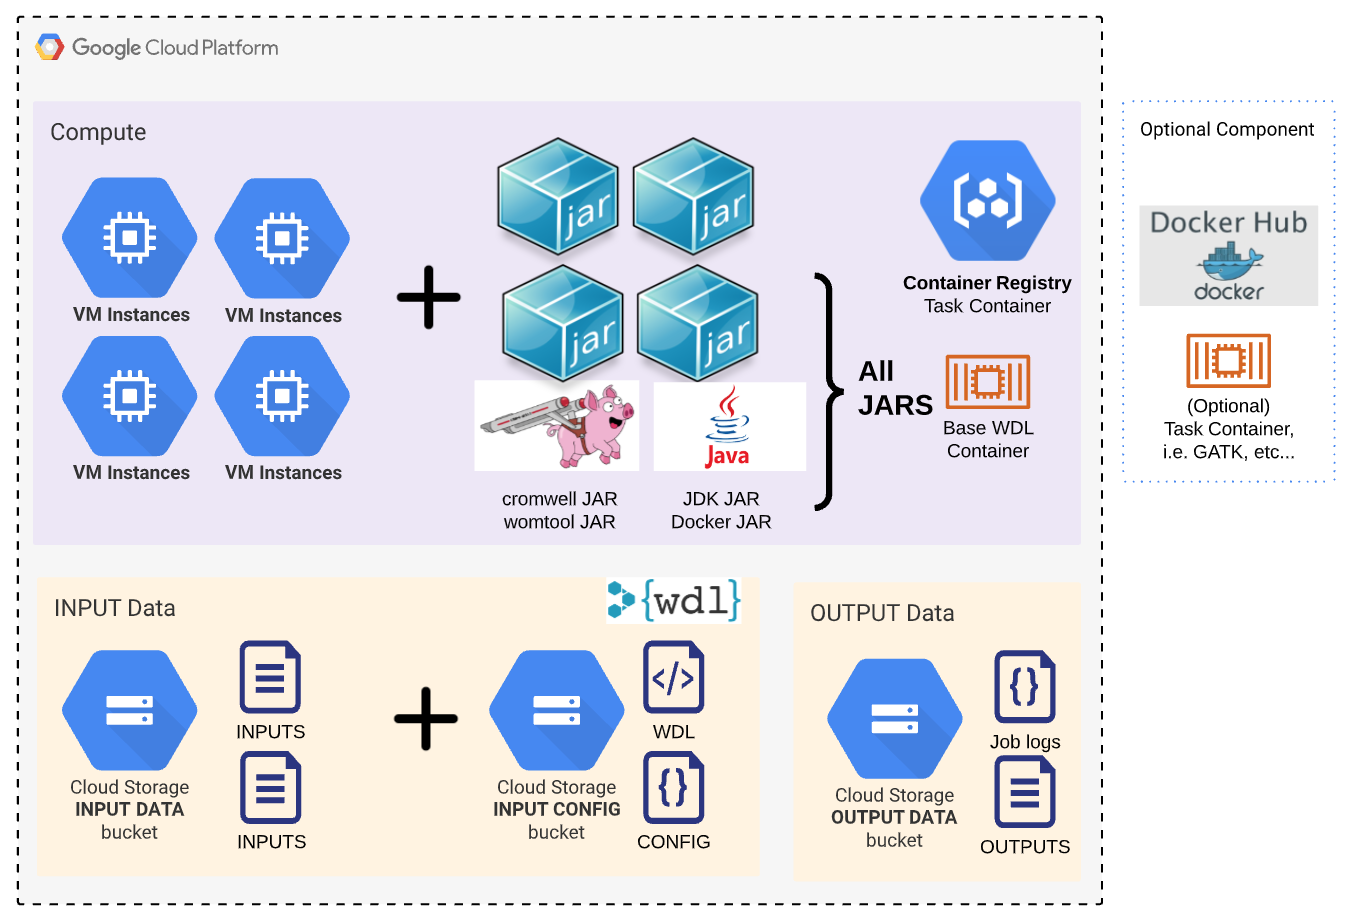 Google Cloud Platform
Compute
VM Instances
VM Instances
VM Instances
VM Instances
jar
jar
jar
jar
Java
cromwell JAR
womtool JAR
JDK JAR
Docker JAR
All
JARS
Container Registry
Task Container
Base WDL
Container
Optional Component
Docker Hub
docker
(Optional)
Task Container,
i.e. GATK, etc...
INPUT Data
{wdl}
Cloud Storage
INPUT DATA
bucket
INPUTS
INPUTS
Cloud Storage
INPUT CONFIG
bucket
</>
WDL
{}
CONFIG
OUTPUT Data
Cloud Storage
OUTPUT DATA
bucket
{}
Job logs
OUTPUTS